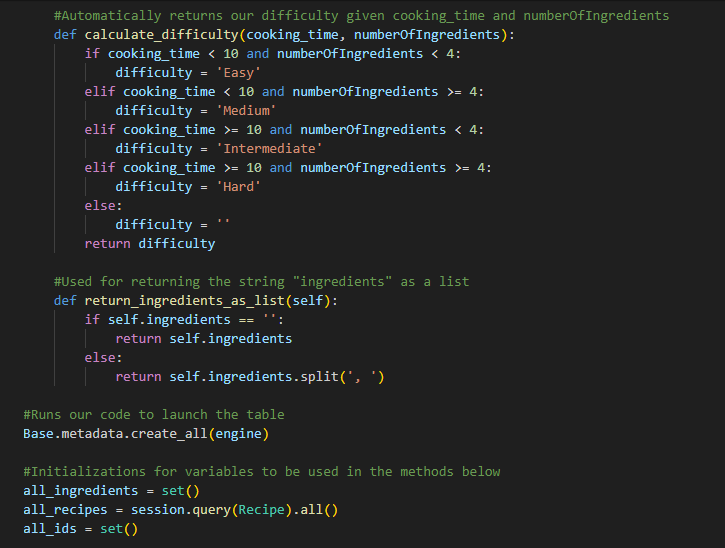 #Automatically returns our difficulty given cooking_time and numberOfIngredients
def calculate_difficulty(cooking_time, numberOfIngredients):
if cooking_time < 10 and numberOfIngredients < 4:
difficulty = 'Easy'
elif cooking_time < 10 and numberOfIngredients >= 4:
difficulty = 'Medium'
elif cooking_time >= 10 and numberOfIngredients < 4:
difficulty = 'Intermediate'
elif cooking_time >= 10 and numberOfIngredients >= 4:
difficulty = 'Hard'
else:
difficulty = ''
return difficulty
#Used for returning the string "ingredients" as a list
def return_ingredients_as_list(self):
if self.ingredients == '':
return self.ingredients
else:
return self.ingredients.split(', ')
#Runs our code to launch the table
Base.metadata.create_all(engine)
#Initializations for variables to be used in the methods below
all_ingredients = set()
all_recipes = session.query(Recipe).all()
all_ids = set()